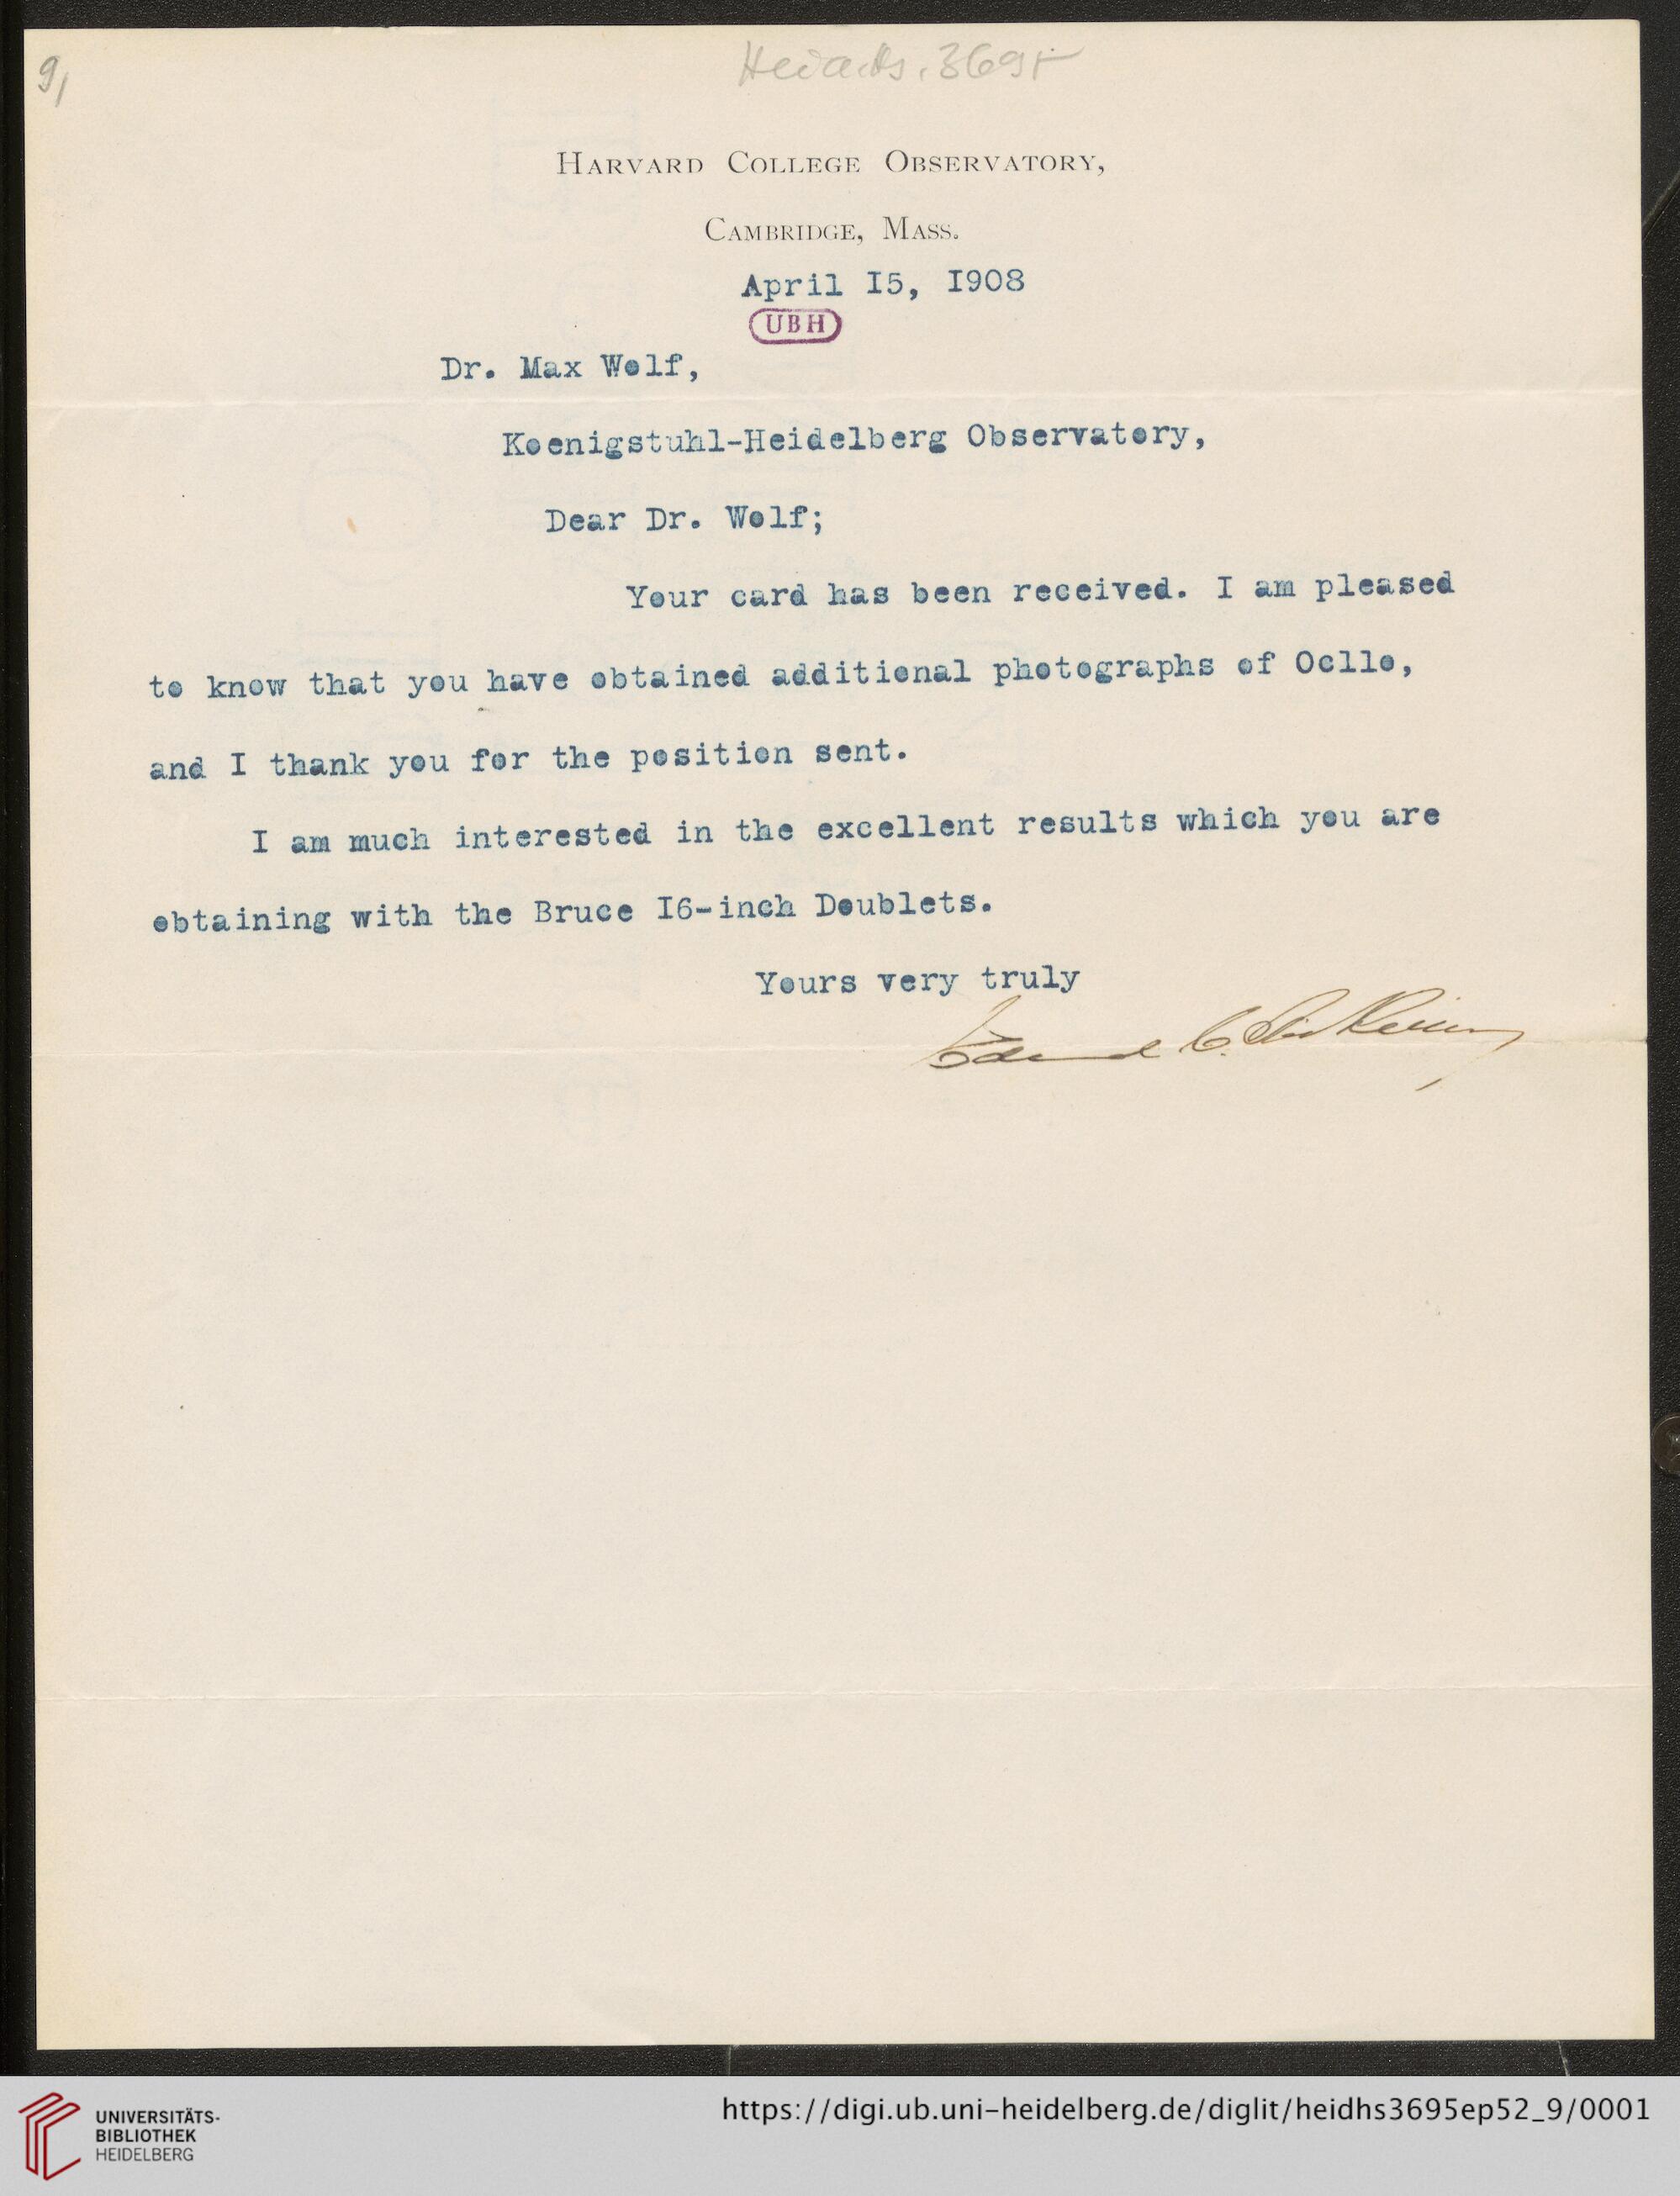 9,
Heid.Hs. 3695
HARVARD COLLEGE OBSERVATORY,
CAMBRIDGE, MASS.
April I5, I908
UBH
Dr. Max Wolf,
Koenigstuhl-Heidelberg Observatory,
Dear Dr. Wolf;
Your card has been received. I am pleased
to know that you have obtained additional photographs of Ocllo,
and I thank you for the position sent.
I am much interested in the excellent results which you are
obtaining with the Bruce I6-inch Doublets.
Yours very truly
Edward C. Pickering
UNIVERSITÄTS-
BIBLIOTHEK
HEIDELBERG
https://digi.ub.uni-heidelberg.de/diglit/heidhs3695ep52_9/0001